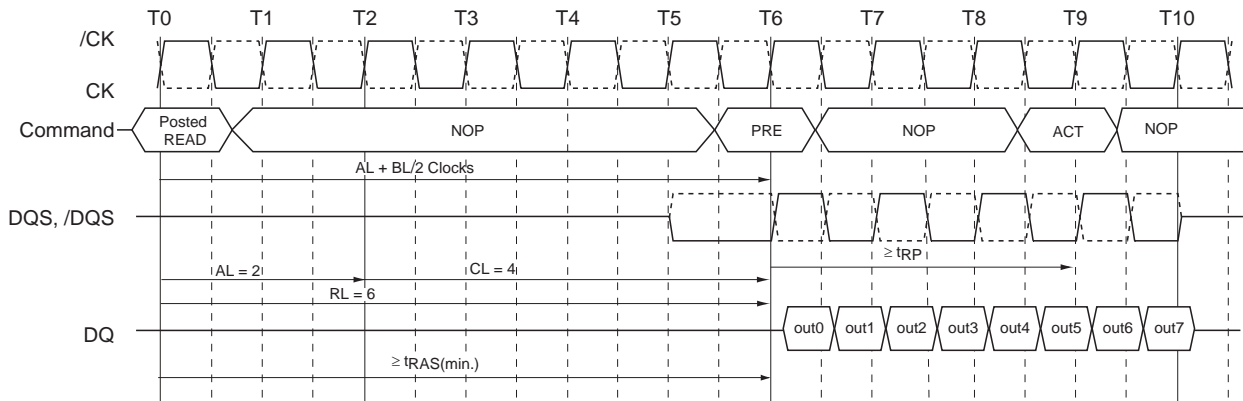 T0 T1 T2 T3 T4 T5 T6 T7 T8 T9 T10
/CK
CK
Command Posted READ NOP PRE NOP ACT NOP
AL + BL/2 Clocks
DQS, /DQS
≥ tRP
AL = 2 CL = 4
RL = 6
DQ out0 out1 out2 out3 out4 out5 out6 out7
≥ tRAS(min.)